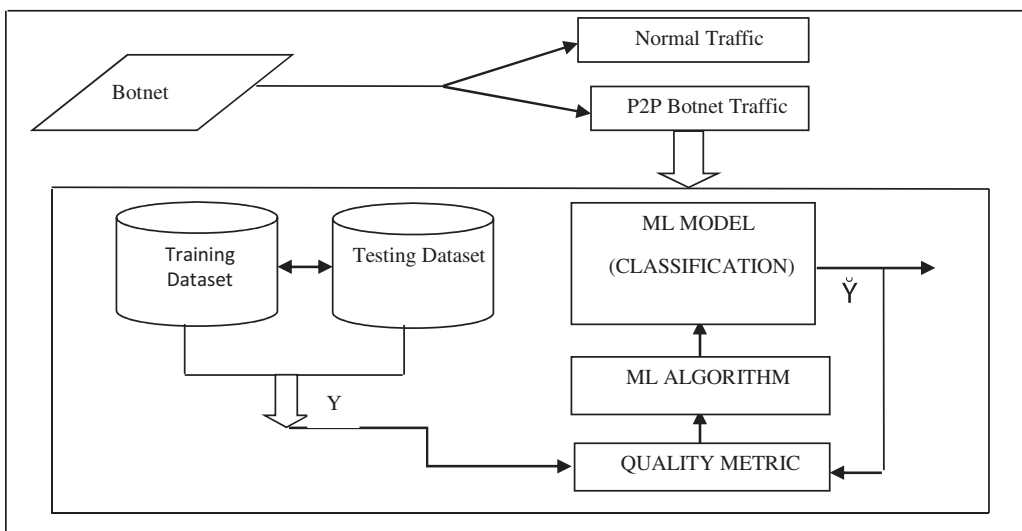 Normal Traffic
Botnet
P2P Botnet Traffic
Training
Dataset
Testing Dataset
ML MODEL
(CLASSIFICATION)
Y̆
ML ALGORITHM
Y
QUALITY METRIC